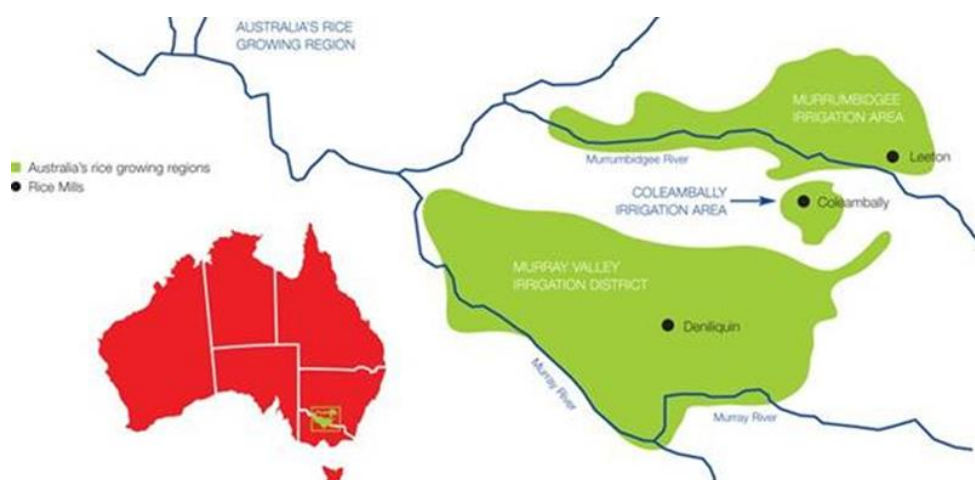 AUSTRALIA'S RICE
GROWING REGION
Australia's rice growing regions
Rice Mills
MURRUMBIDGEE
IRRIGATION AREA
Leeton
Murrumbidgee River
COLEAMBALLY
IRRIGATION AREA
Coleambally
MURRAY VALLEY
IRRIGATION DISTRICT
Deniliquin
Murray River
Murray River